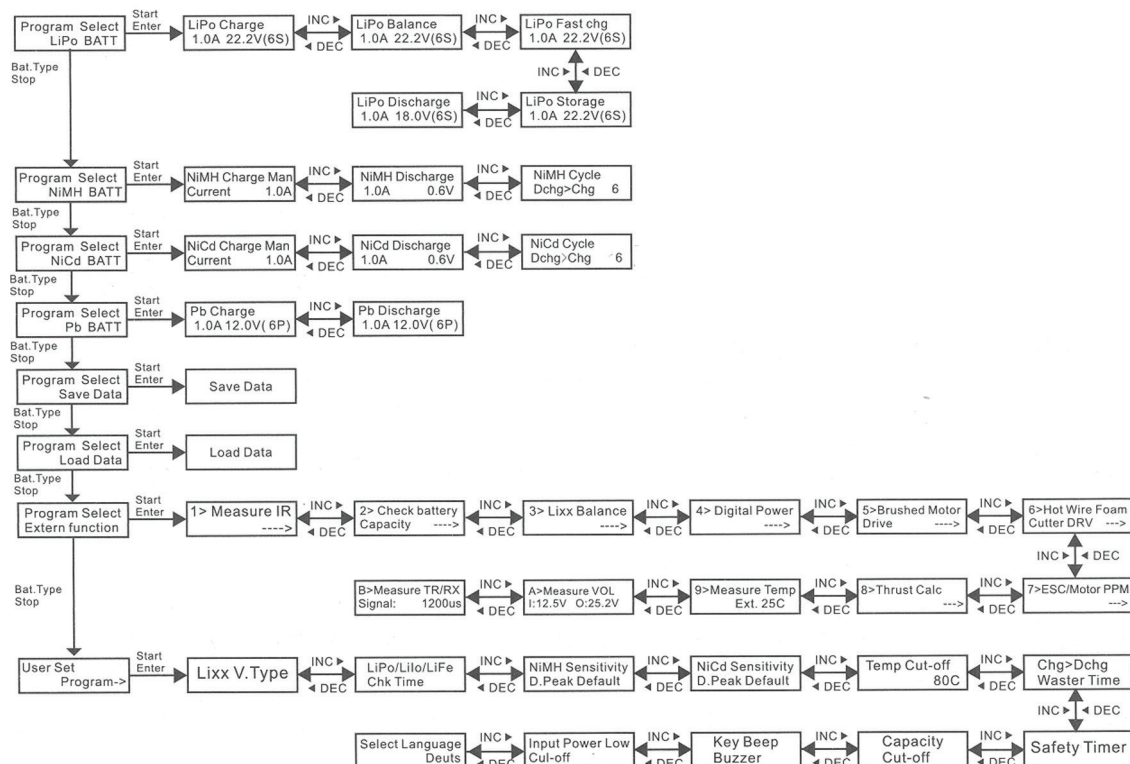 Program Select
LiPo BATT
Start
Enter
LiPo Charge
1.0A 22.2V(6S)
INC ►
◄ DEC
LiPo Balance
1.0A 22.2V(6S)
INC ►
◄ DEC
LiPo Fast chg
1.0A 22.2V(6S)
Bat.Type
Stop
INC ► ◄ DEC
LiPo Discharge
1.0A 18.0V(6S)
INC ►
◄ DEC
LiPo Storage
1.0A 22.2V(6S)
Program Select
NiMH BATT
Start
Enter
NiMH Charge Man
Current 1.0A
INC ►
◄ DEC
NiMH Discharge
1.0A 0.6V
INC ►
◄ DEC
NiMH Cycle
Dchg>Chg 6
Bat.Type
Stop
Program Select
NiCd BATT
Start
Enter
NiCd Charge Man
Current 1.0A
INC ►
◄ DEC
NiCd Discharge
1.0A 0.6V
INC ►
◄ DEC
NiCd Cycle
Dchg>Chg 6
Bat.Type
Stop
Program Select
Pb BATT
Start
Enter
Pb Charge
1.0A 12.0V( 6P)
INC ►
◄ DEC
Pb Discharge
1.0A 12.0V( 6P)
Bat.Type
Stop
Program Select
Save Data
Start
Enter
Save Data
Bat.Type
Stop
Program Select
Load Data
Start
Enter
Load Data
Bat.Type
Stop
Program Select
Extern function
Start
Enter
1> Measure IR
---->
INC ►
◄ DEC
2> Check battery
Capacity ---->
INC ►
◄ DEC
3> Lixx Balance
---->
INC ►
◄ DEC
4> Digital Power
---->
INC ►
◄ DEC
5>Brushed Motor
Drive ---->
INC ►
◄ DEC
6>Hot Wire Foam
Cutter DRV --->
INC ► ◄ DEC
Bat.Type
Stop
B>Measure TR/RX
Signal: 1200us
INC ►
◄ DEC
A>Measure VOL
I:12.5V O:25.2V
INC ►
◄ DEC
9>Measure Temp
Ext. 25C
INC ►
◄ DEC
8>Thrust Calc
--->
INC ►
◄ DEC
7>ESC/Motor PPM
--->
User Set
Program->
Start
Enter
Lixx V.Type
INC ►
◄ DEC
LiPo/LiIo/LiFe
Chk Time
INC ►
◄ DEC
NiMH Sensitivity
D.Peak Default
INC ►
◄ DEC
NiCd Sensitivity
D.Peak Default
INC ►
◄ DEC
Temp Cut-off
80C
INC ►
◄ DEC
Chg>Dchg
Waster Time
INC ► ◄ DEC
Select Language
Deuts
INC ►
◄ DEC
Input Power Low
Cul-off
INC ►
◄ DEC
Key Beep
Buzzer
INC ►
◄ DEC
Capacity
Cut-off
INC ►
◄ DEC
Safety Timer